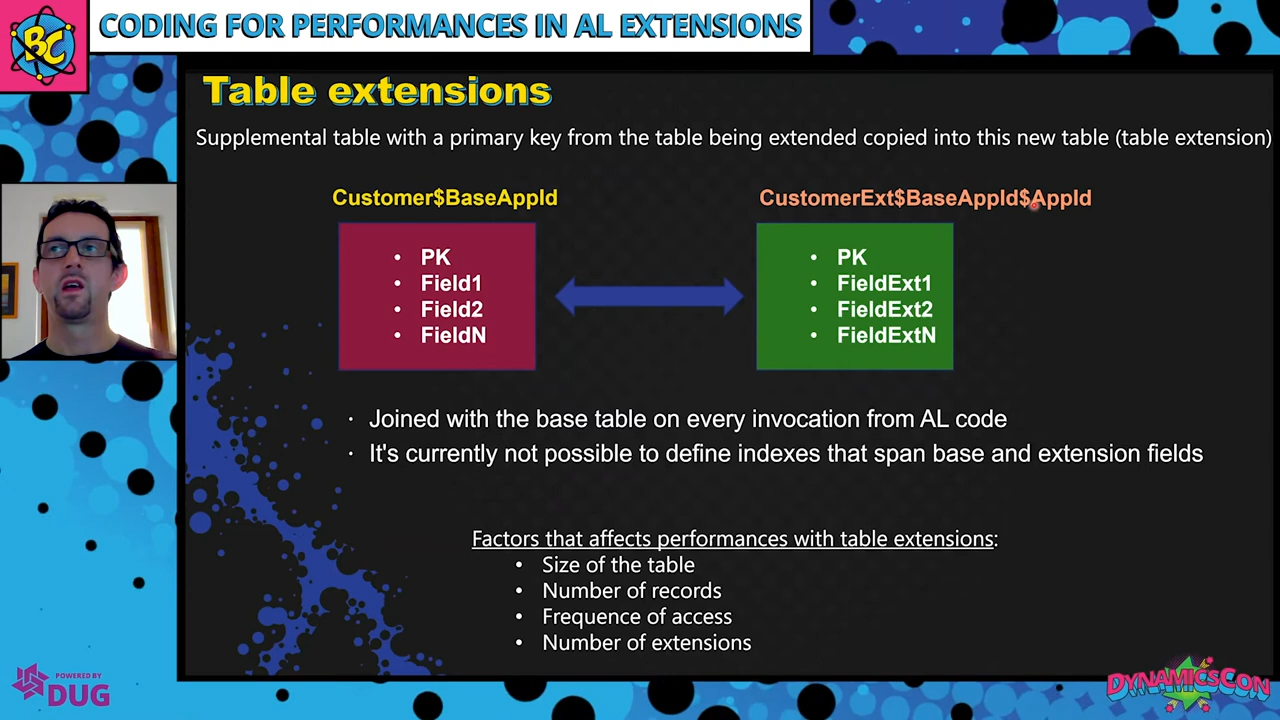 BC
CODING FOR PERFORMANCES IN AL EXTENSIONS
Table extensions
Supplemental table with a primary key from the table being extended copied into this new table (table extension)
Customer$BaseAppId
CustomerExt$BaseAppId$AppId
• PK
• Field1
• Field2
• FieldN
• PK
• FieldExt1
• FieldExt2
• FieldExtN
· Joined with the base table on every invocation from AL code
· It's currently not possible to define indexes that span base and extension fields
Factors that affects performances with table extensions:
• Size of the table
• Number of records
• Frequence of access
• Number of extensions
POWERED BY
DUG
DYNAMICSCON